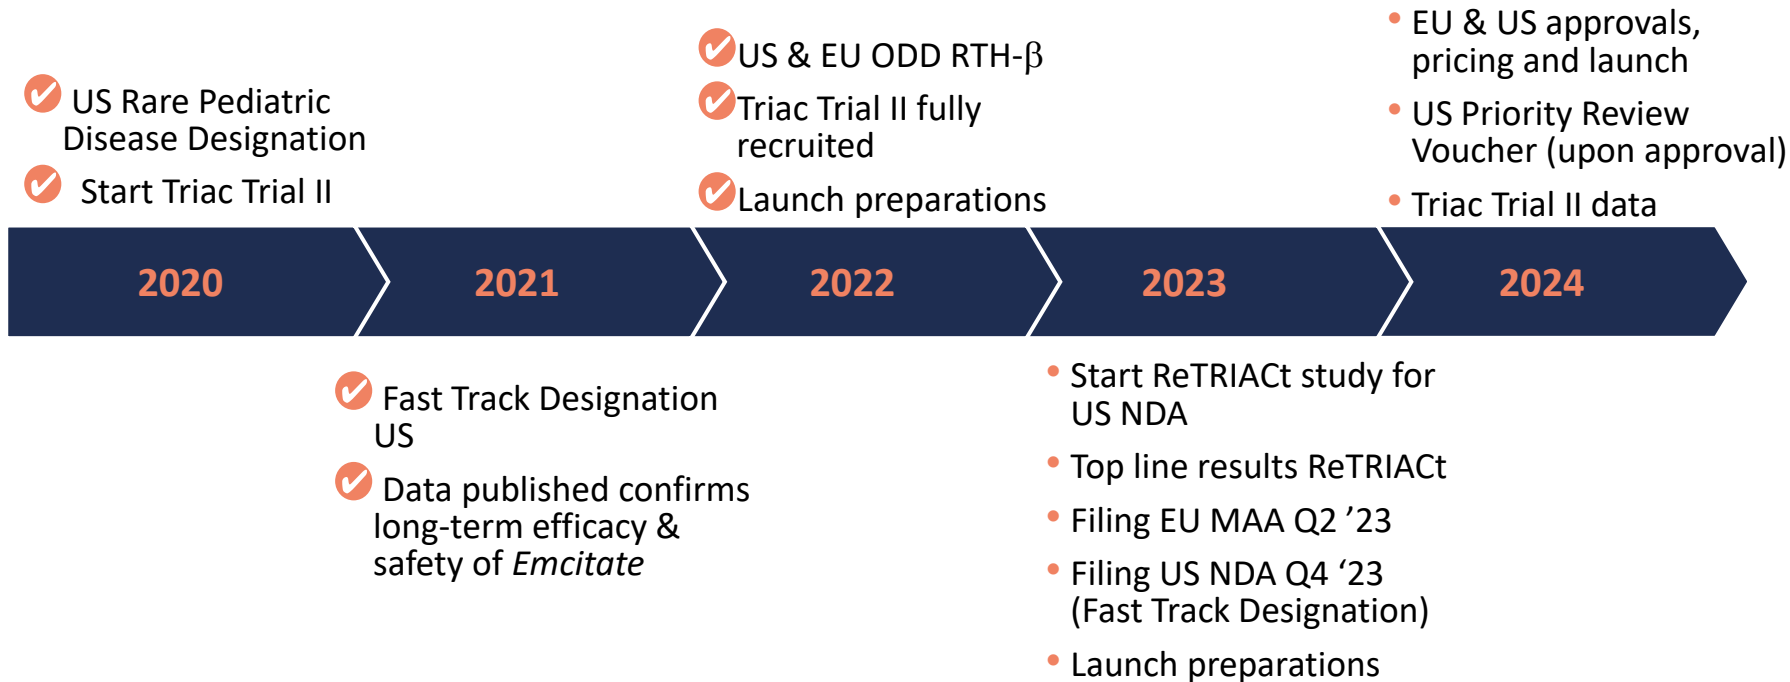 US Rare Pediatric
Disease Designation
Start Triac Trial II
US & EU ODD RTH-β
Triac Trial II fully
recruited
Launch preparations
• EU & US approvals,
pricing and launch
• US Priority Review
Voucher (upon approval)
• Triac Trial II data
2020
2021
2022
2023
2024
Fast Track Designation
US
Data published confirms
long-term efficacy &
safety of Emcitate
• Start ReTRIACt study for
US NDA
• Top line results ReTRIACt
• Filing EU MAA Q2 ’23
• Filing US NDA Q4 ‘23
(Fast Track Designation)
• Launch preparations